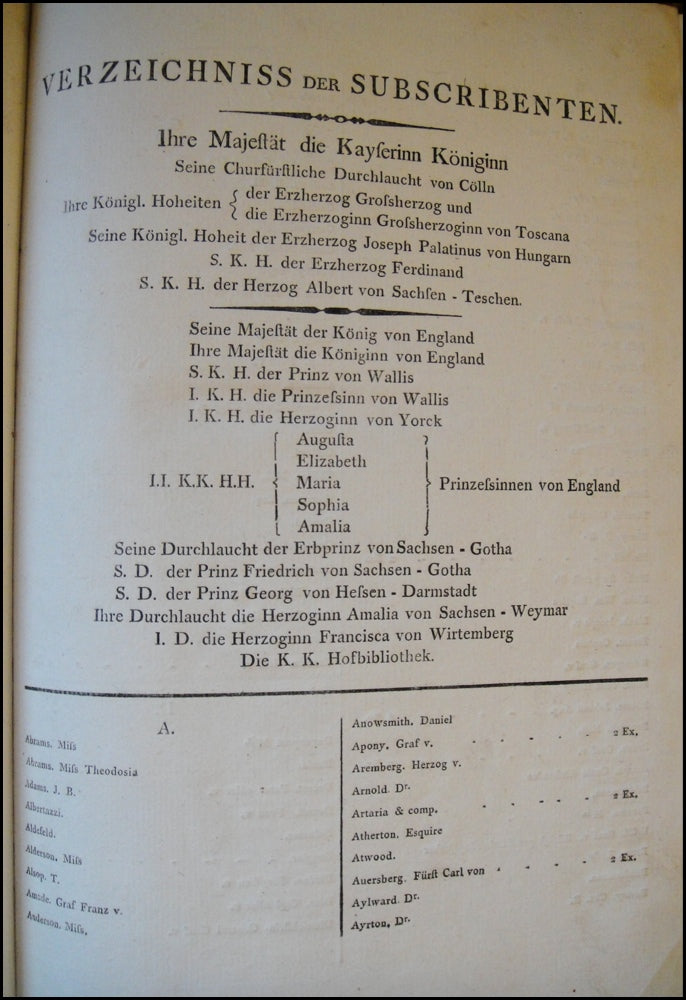 VERZEICHNISS DER SUBSCRIBENTEN.
Ihre Majeſtät die Kayſerinn Königinn
Seine Churfürſtliche Durchlaucht von Cölln
Ihre Königl. Hoheiten { der Erzherzog Groſsherzog und
die Erzherzoginn Groſsherzoginn von Toscana
Seine Königl. Hoheit der Erzherzog Joseph Palatinus von Hungarn
S. K. H. der Erzherzog Ferdinand
S. K. H. der Herzog Albert von Sachſen - Teschen.
Seine Majeſtät der König von England
Ihre Majeſtät die Königinn von England
S. K. H. der Prinz von Wallis
I. K. H. die Prinzeſsinn von Wallis
I. K. H. die Herzoginn von Yorck
Auguſta
Elizabeth
I.I. K.K. H.H. { Maria } Prinzeſsinnen von England
Sophia
Amalia
Seine Durchlaucht der Erbprinz von Sachsen - Gotha
S. D. der Prinz Friedrich von Sachsen - Gotha
S. D. der Prinz Georg von Heſsen - Darmstadt
Ihre Durchlaucht die Herzoginn Amalia von Sachsen - Weymar
I. D. die Herzoginn Francisca von Wirtemberg
Die K. K. Hofbibliothek.
A.
Abrams, Miſs
Abrams, Miſs Theodosia
Adams, J. B.
Albertazzi.
Aldefeld.
Alderson, Miſs
Alsop, T.
Amade, Graf Franz v.
Anderson, Miſs,
Anowsmith, Daniel
Apony, Graf v. - - - - 2 Ex.
Aremberg, Herzog v.
Arnold Dr.
Artaria & comp. - - - - - 2 Ex.
Atherton, Esquire
Atwood.
Auersberg, Fürſt Carl von - - - - 2 Ex.
Aylward Dr.
Ayrton, Dr.